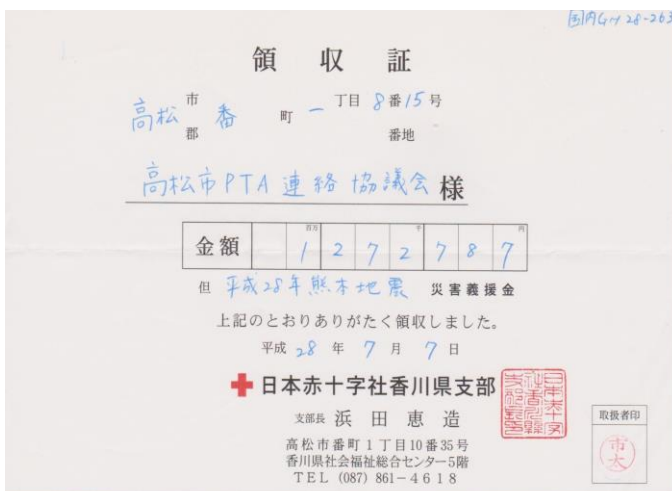 国内GH28-263
領収証
高松 市 郡 番 町 一 丁目 8 番 15 号 番地
高松市PTA連絡協議会 様
金額 百万 千 円 1272787
但 平成28年熊本地震 災害義援金
上記のとおりありがたく領収しました。
平成 28 年 7 月 7 日
日本赤十字社香川県支部
支部長 浜田恵造
取扱者印
高松市番町1丁目10番35号
香川県社会福祉総合センター5階
TEL (087) 861-4618
市太